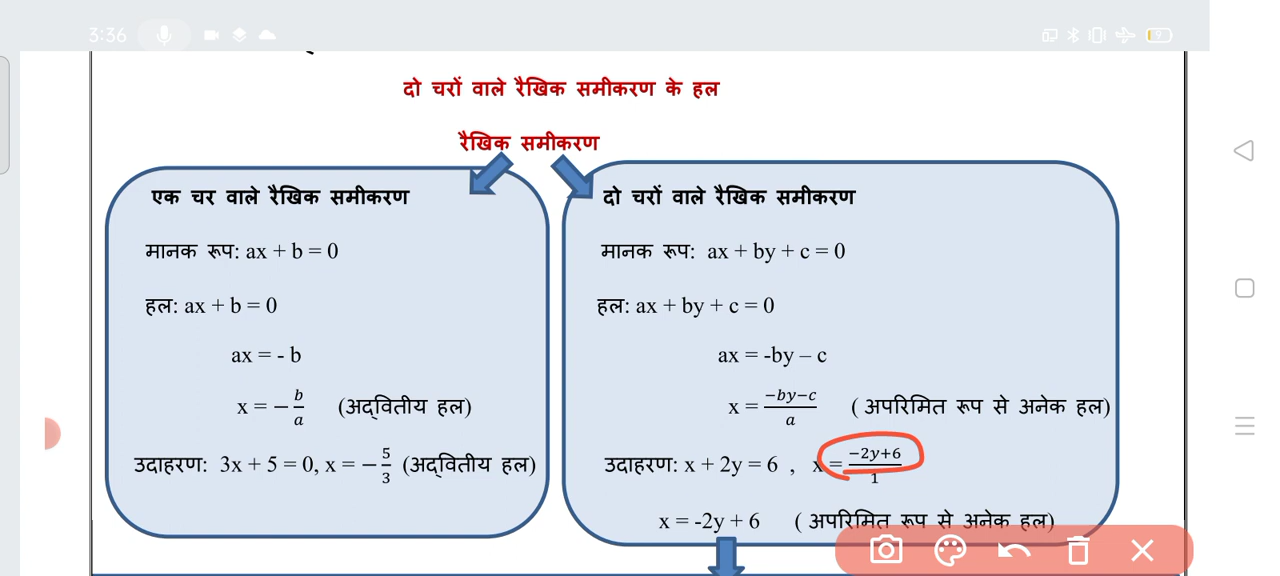 3:36
9
दो चरों वाले रैखिक समीकरण के हल
रैखिक समीकरण
एक चर वाले रैखिक समीकरण
मानक रूप: ax + b = 0
हल: ax + b = 0
ax = - b
x = − b/a (अद्वितीय हल)
उदाहरण: 3x + 5 = 0, x = − 5/3 (अद्वितीय हल)
दो चरों वाले रैखिक समीकरण
मानक रूप: ax + by + c = 0
हल: ax + by + c = 0
ax = -by – c
x = −by−c/a ( अपरिमित रूप से अनेक हल)
उदाहरण: x + 2y = 6 , x = −2y+6/1
x = -2y + 6 ( अपरिमित रूप से अनेक हल)